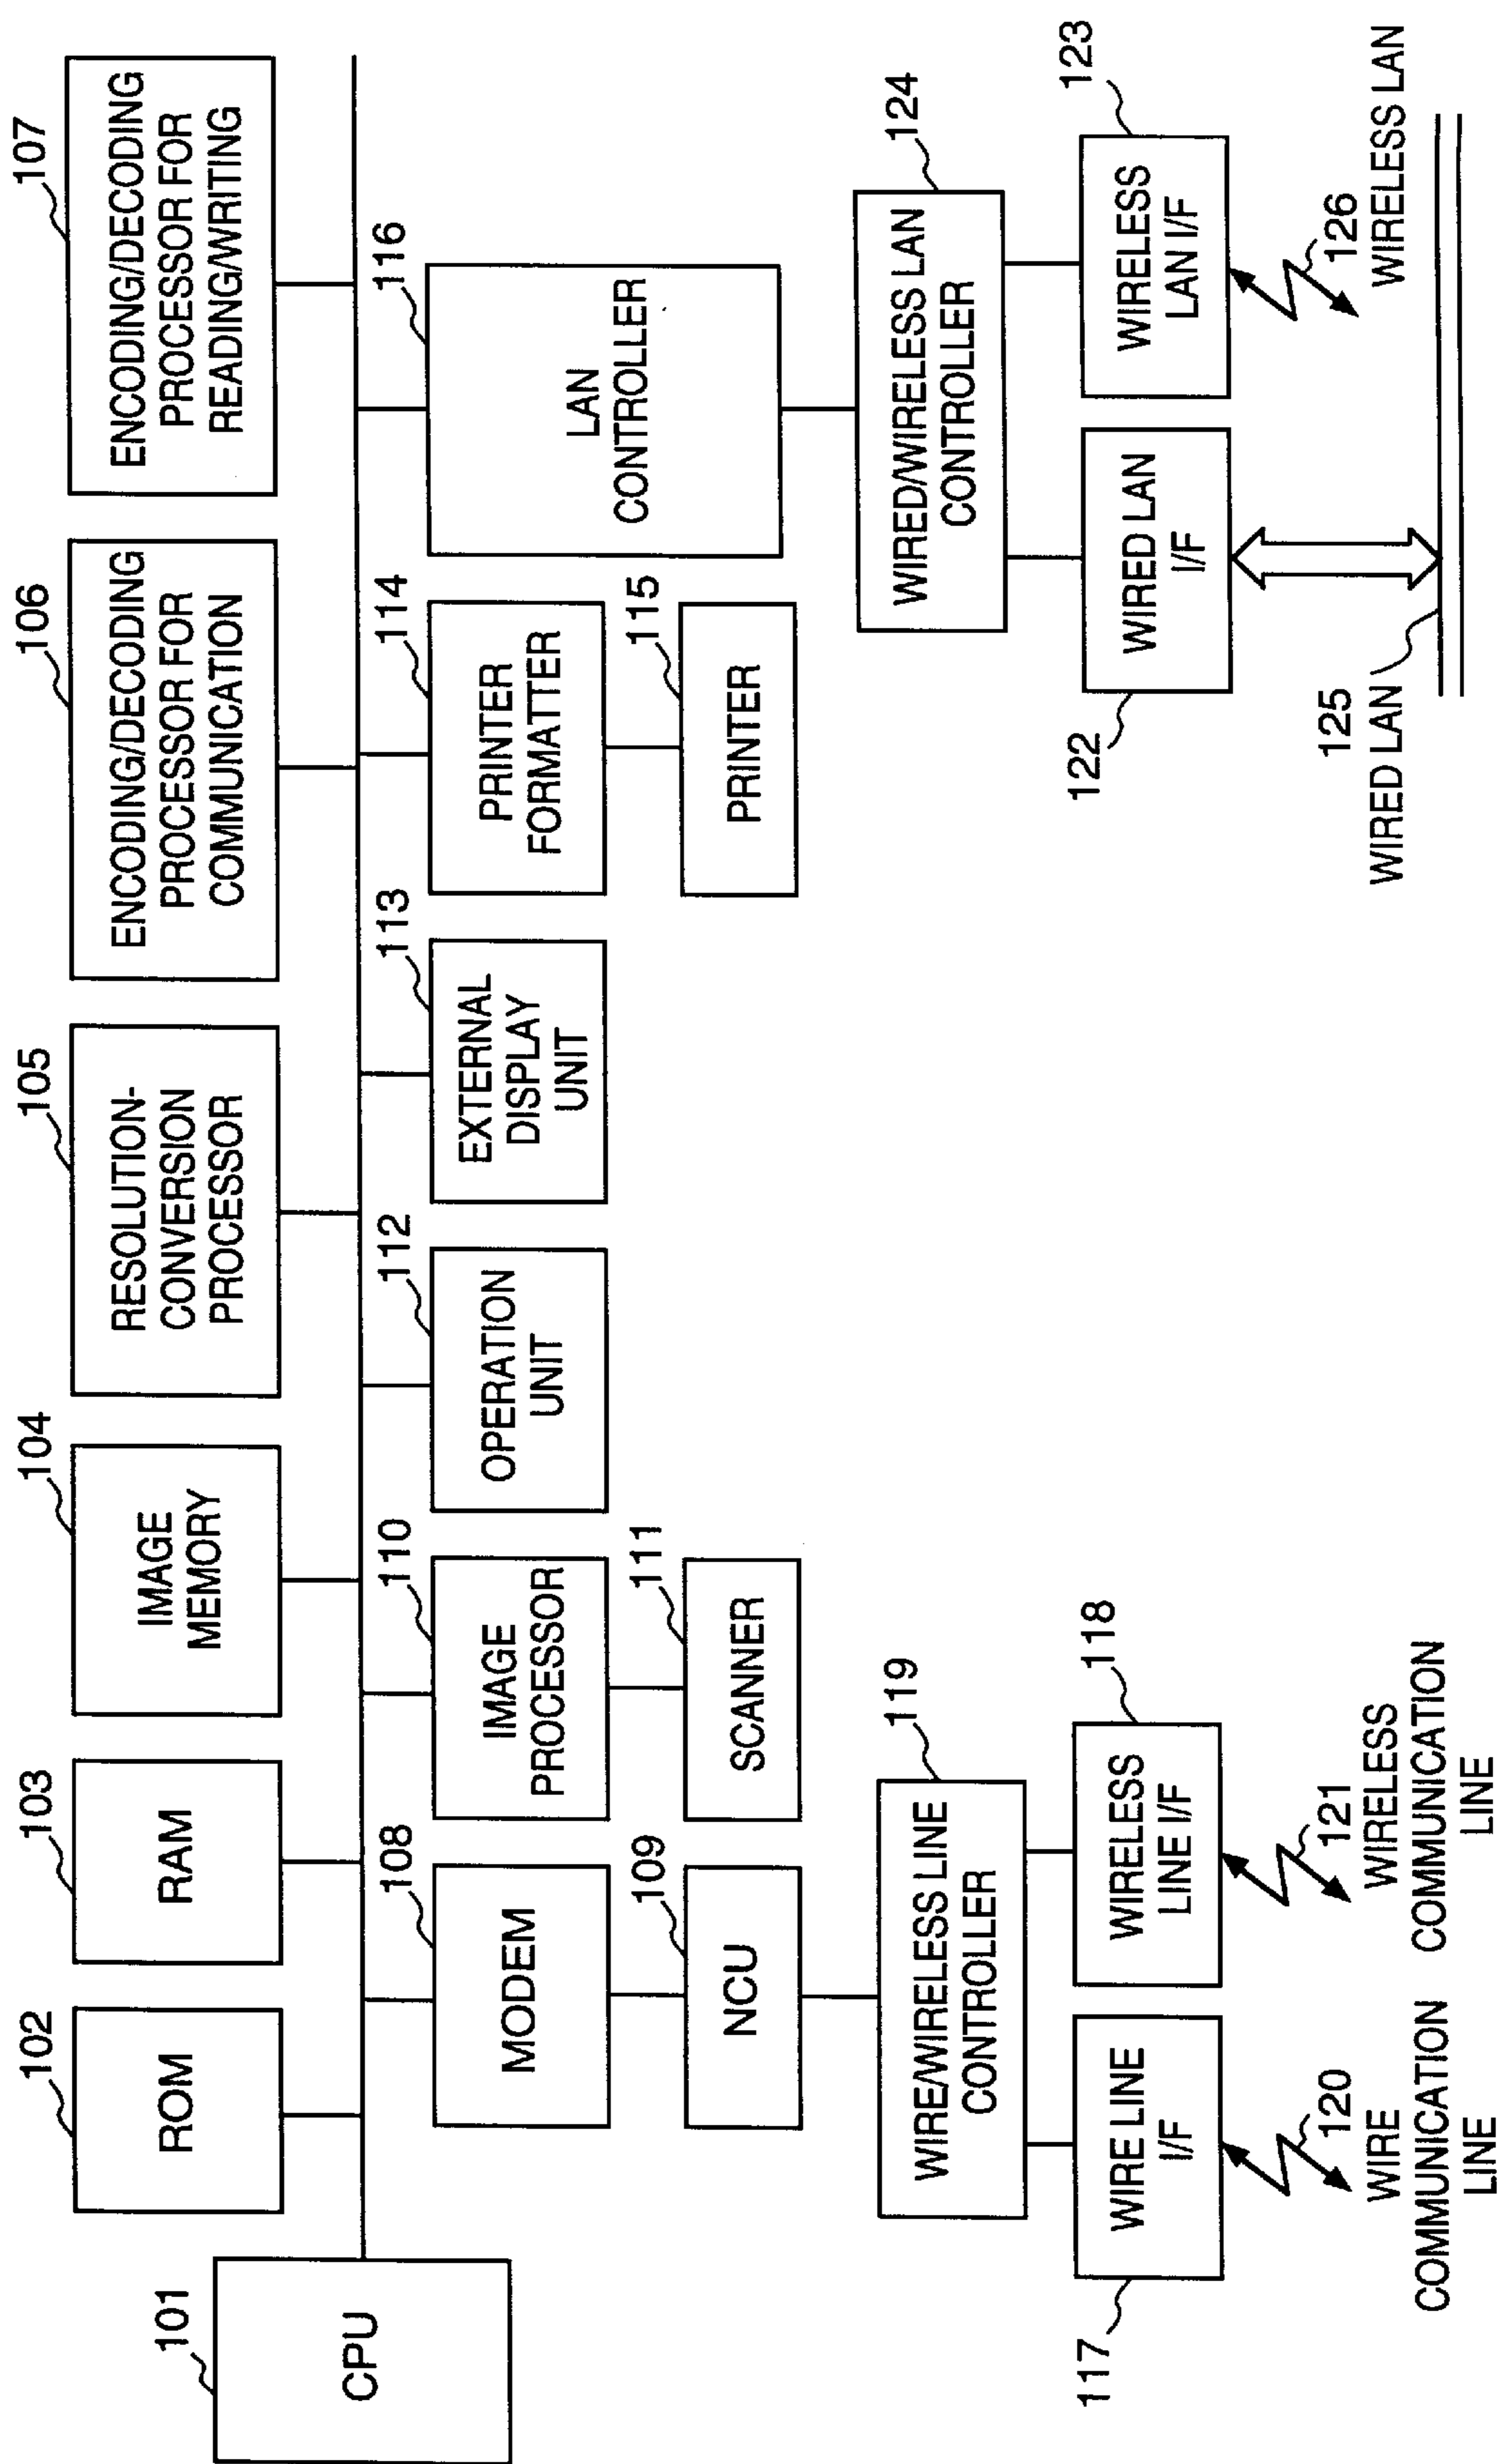 101
CPU
102
ROM
103
RAM
104
IMAGE
MEMORY
105
RESOLUTION-
CONVERSION
PROCESSOR
106
ENCODING/DECODING
PROCESSOR FOR
COMMUNICATION
107
ENCODING/DECODING
PROCESSOR FOR
READING/WRITING
108
MODEM
109
NCU
110
IMAGE
PROCESSOR
111
SCANNER
112
OPERATION
UNIT
113
EXTERNAL
DISPLAY
UNIT
114
PRINTER
FORMATTER
115
PRINTER
116
LAN
CONTROLLER
119
WIRE/WIRELESS LINE
CONTROLLER
117
WIRE LINE
I/F
118
WIRELESS
LINE I/F
120
WIRE
COMMUNICATION
LINE
121
WIRELESS
COMMUNICATION
LINE
124
WIRED/WIRELESS LAN
CONTROLLER
122
WIRED LAN
I/F
123
WIRELESS
LAN I/F
125
WIRED LAN
126
WIRELESS LAN